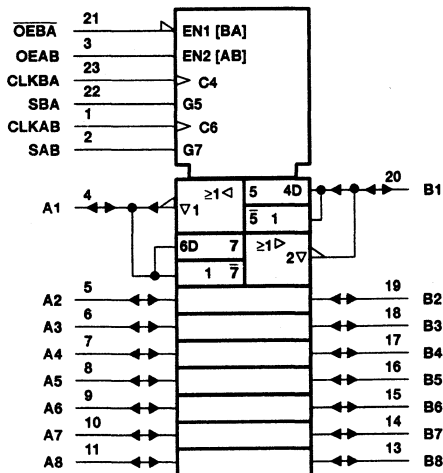 OEBA 21 EN1 [BA]
OEAB 3 EN2 [AB]
CLKBA 23 C4
SBA 22 G5
CLKAB 1 C6
SAB 2 G7
A1 4 ▽1 ≥1◁ 5 4D 20 B1
5̅ 1
6D 7 ≥1▷ 2▽
1 7̅
A2 5 19 B2
A3 6 18 B3
A4 7 17 B4
A5 8 16 B5
A6 9 15 B6
A7 10 14 B7
A8 11 13 B8